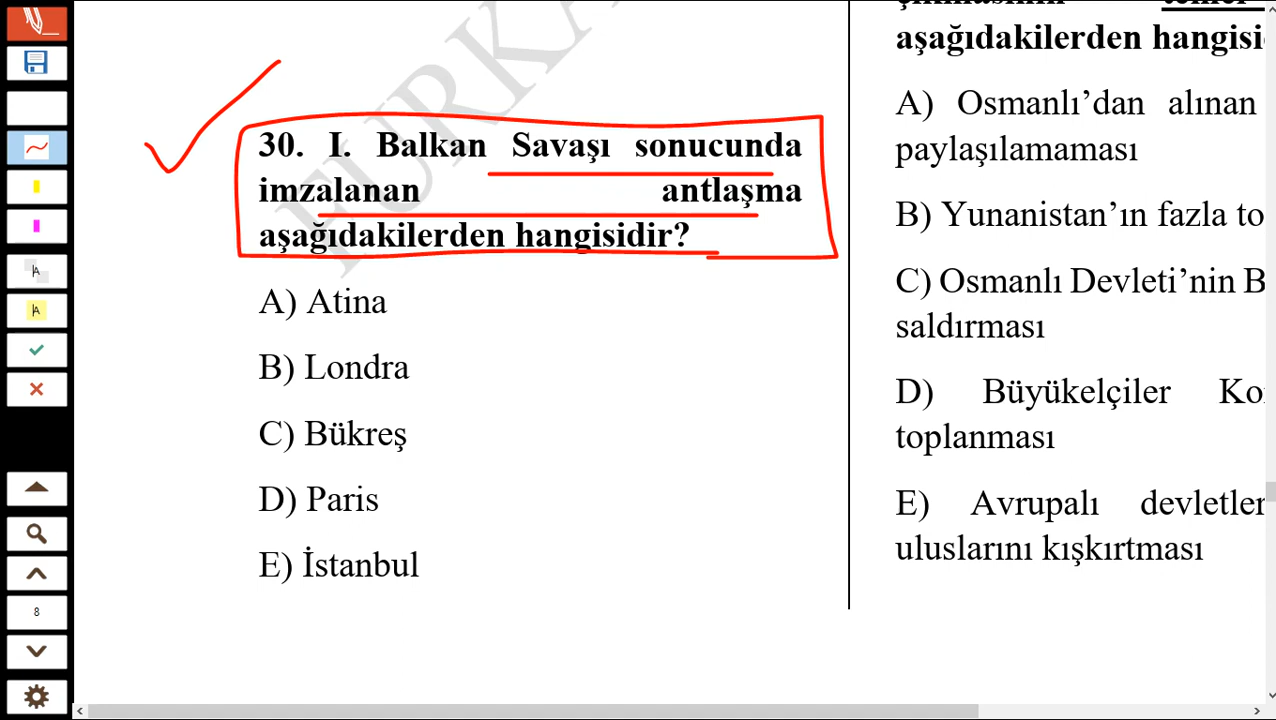 FURKA
30. I. Balkan Savaşı sonucunda
imzalanan antlaşma
aşağıdakilerden hangisidir?
A) Atina
B) Londra
C) Bükreş
D) Paris
E) İstanbul
8
aşağıdakilerden hangisi
A) Osmanlı’dan alınan
paylaşılamaması
B) Yunanistan’ın fazla to
C) Osmanlı Devleti’nin B
saldırması
D) Büyükelçiler Ko
toplanması
E) Avrupalı devletler
uluslarını kışkırtması